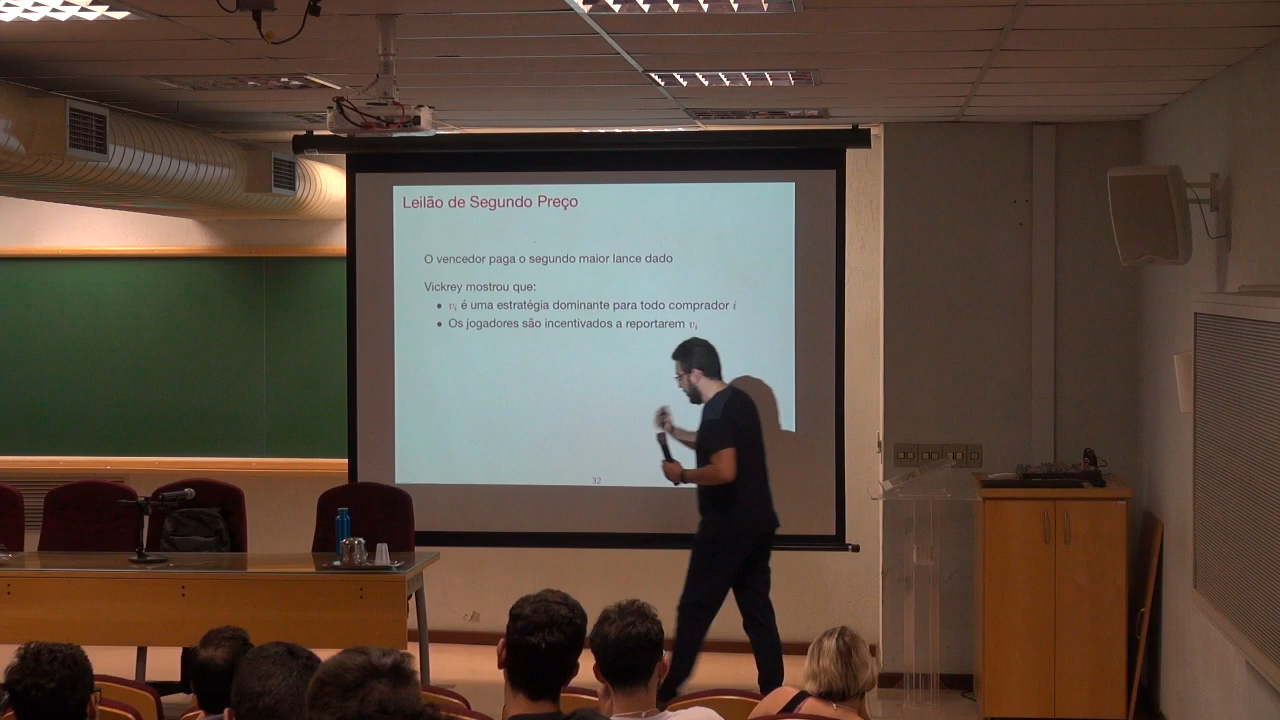 Leilão de Segundo Preço
O vencedor paga o segundo maior lance dado
Vickrey mostrou que:
• vᵢ é uma estratégia dominante para todo comprador i
• Os jogadores são incentivados a reportarem vᵢ
32